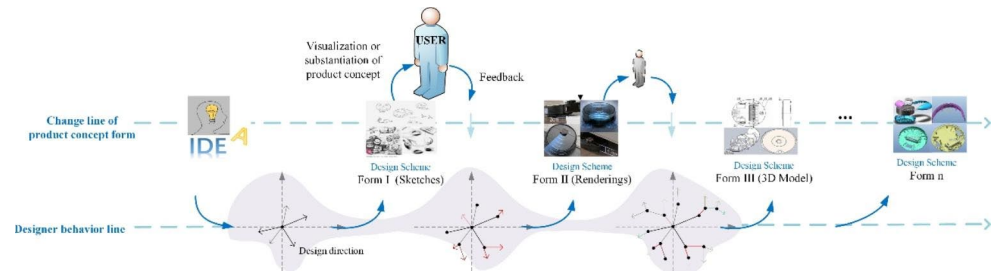 USER
Visualization or
substantiation of
product concept
Feedback
Change line of
product concept form
IDEA
...
Design Scheme
Form I (Sketches)
Design Scheme
Form II (Renderings)
Design Scheme
Form III (3D Model)
Design Scheme
Form n
Designer behavior line
Design direction